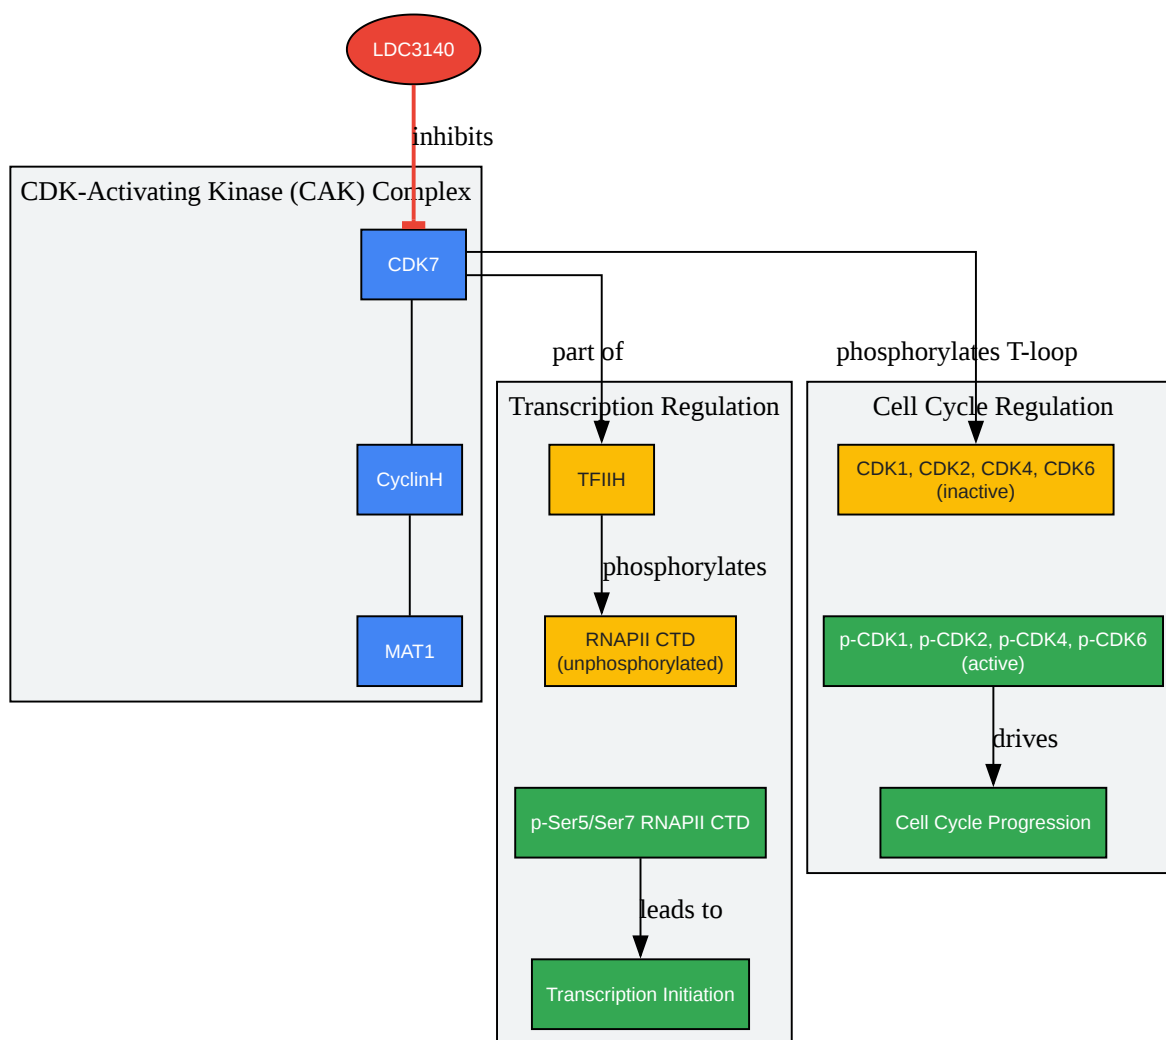 LDC3140
inhibits
CDK-Activating Kinase (CAK) Complex
CDK7
part of
phosphorylates T-loop
Transcription Regulation
Cell Cycle Regulation
CyclinH
TFIIH
CDK1, CDK2, CDK4, CDK6
(inactive)
phosphorylates
MAT1
RNAPII CTD
(unphosphorylated)
p-CDK1, p-CDK2, p-CDK4, p-CDK6
(active)
drives
p-Ser5/Ser7 RNAPII CTD
Cell Cycle Progression
leads to
Transcription Initiation